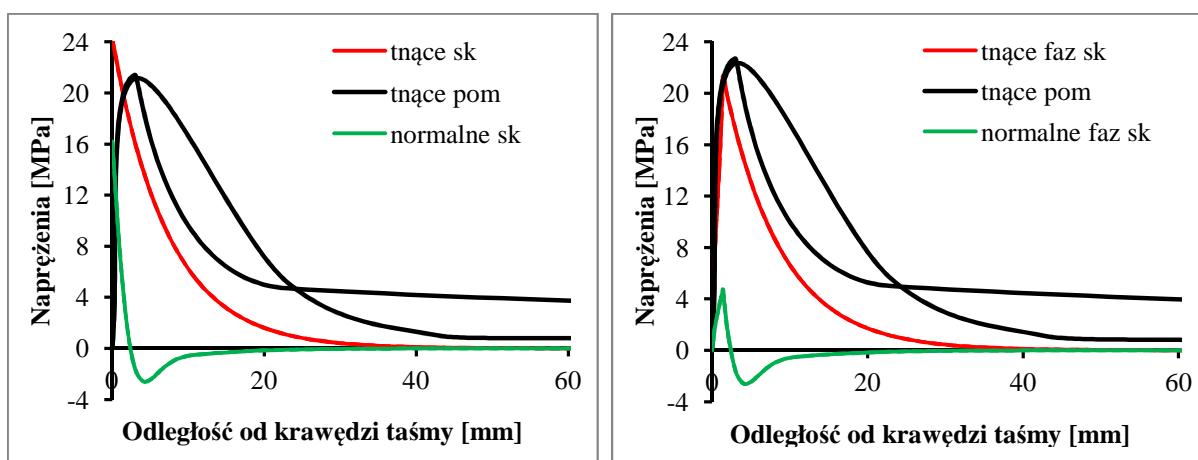 24
20
16
12
8
4
0
-4
0
20
40
60
Naprężenia [MPa]
Odległość od krawędzi taśmy [mm]
tnące sk
tnące pom
normalne sk
24
20
16
12
8
4
0
-4
0
20
40
60
Naprężenia [MPa]
Odległość od krawędzi taśmy [mm]
tnące faz sk
tnące pom
normalne faz sk